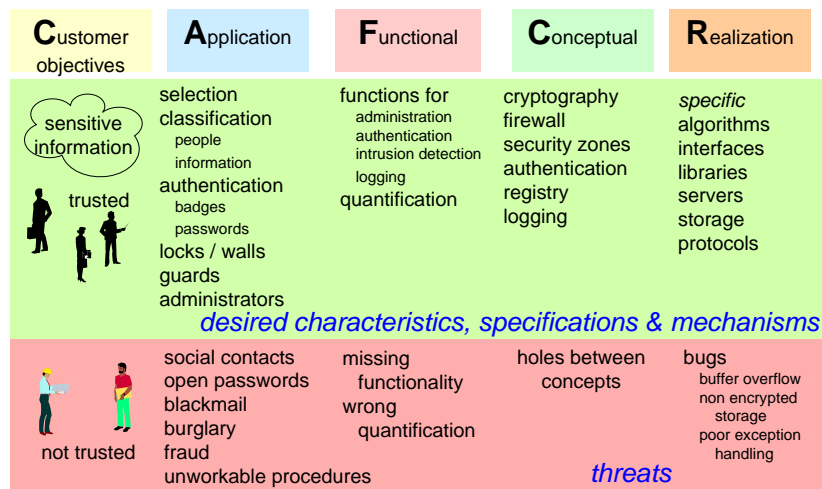 Customer
objectives
Application
Functional
Conceptual
Realization
sensitive
information
trusted
selection
classification
people
information
authentication
badges
passwords
locks / walls
guards
administrators
functions for
administration
authentication
intrusion detection
logging
quantification
cryptography
firewall
security zones
authentication
registry
logging
specific
algorithms
interfaces
libraries
servers
storage
protocols
desired characteristics, specifications & mechanisms
not trusted
social contacts
open passwords
blackmail
burglary
fraud
unworkable procedures
missing
functionality
wrong
quantification
holes between
concepts
bugs
buffer overflow
non encrypted
storage
poor exception
handling
threats